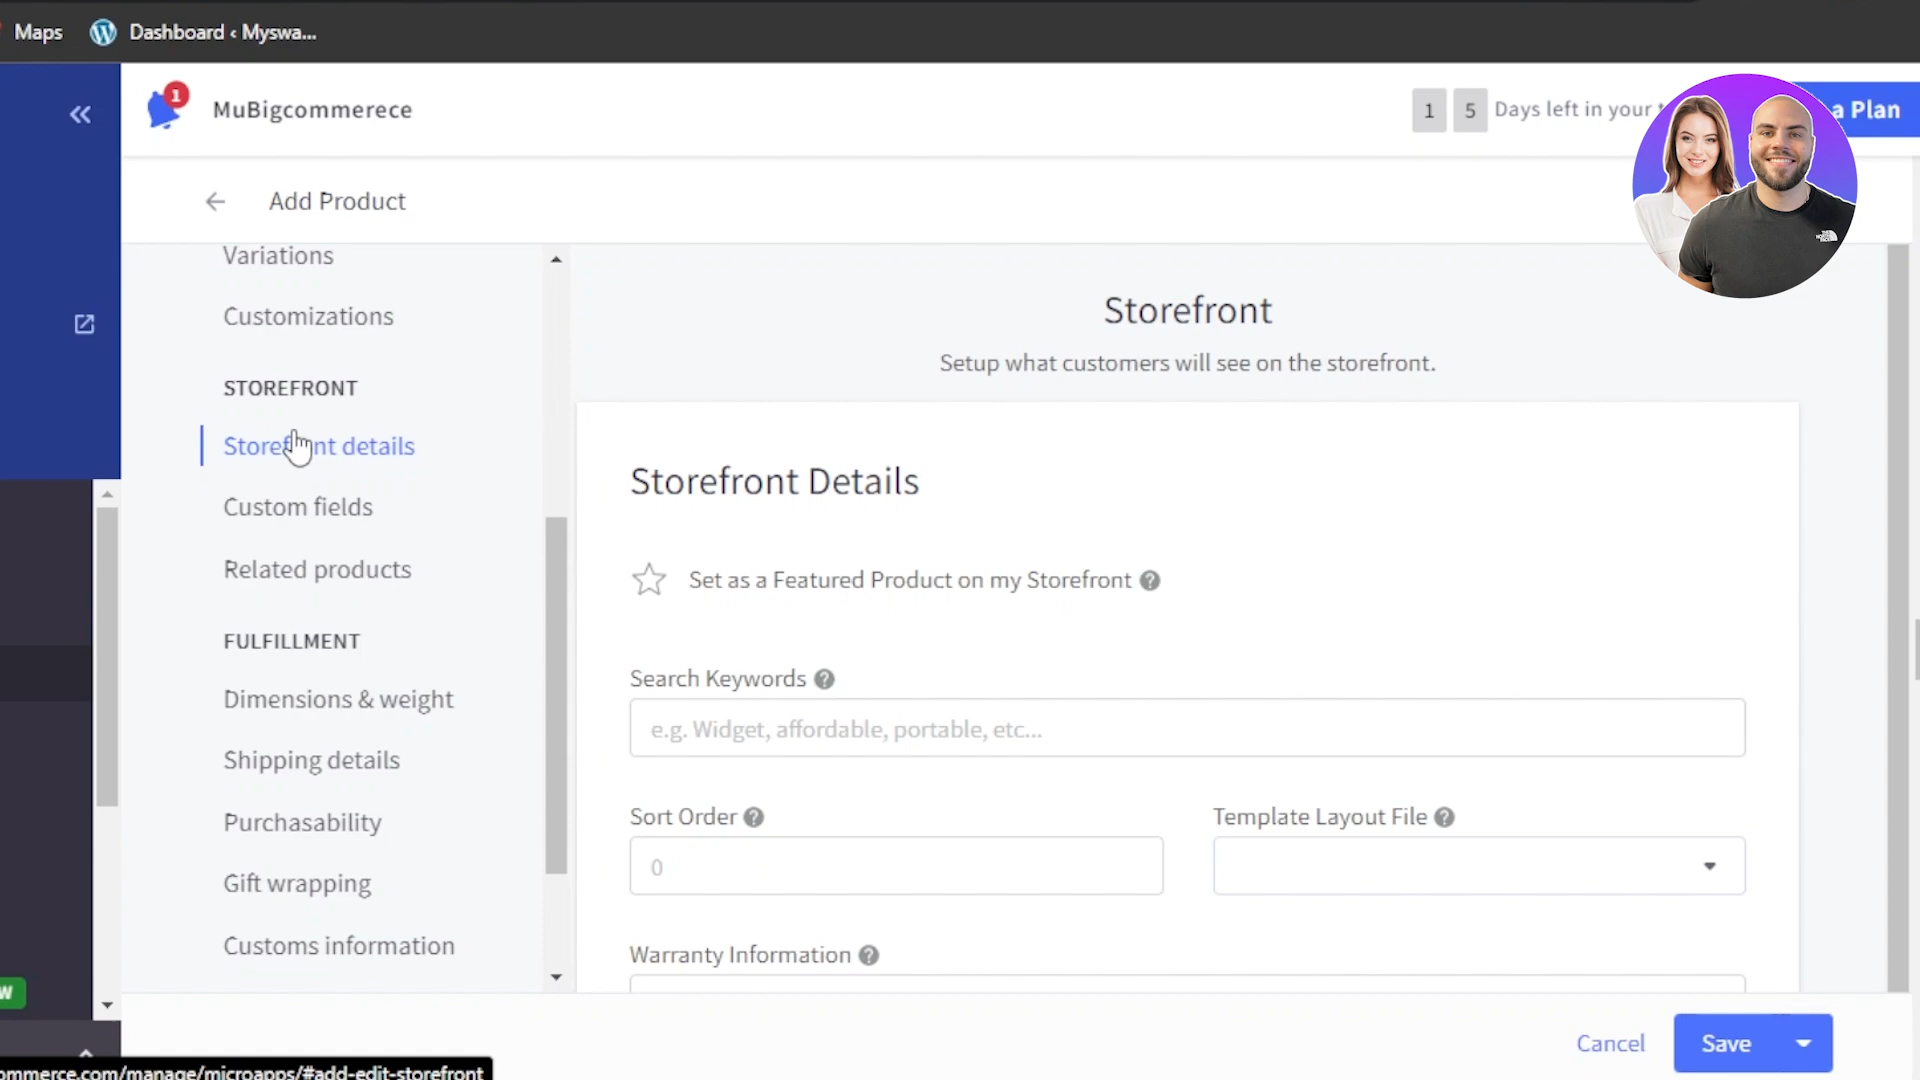 Maps
Dashboard ‹ Myswa...
1
MuBigcommerece
1 5 Days left in your
a Plan
Add Product
Variations
Customizations
STOREFRONT
Storefront details
Custom fields
Related products
FULFILLMENT
Dimensions & weight
Shipping details
Purchasability
Gift wrapping
Customs information
Storefront
Setup what customers will see on the storefront.
Storefront Details
Set as a Featured Product on my Storefront
Search Keywords
e.g. Widget, affordable, portable, etc...
Sort Order
0
Template Layout File
Warranty Information
Cancel
Save
ommerce.com/manage/microapps/#add-edit-storefront